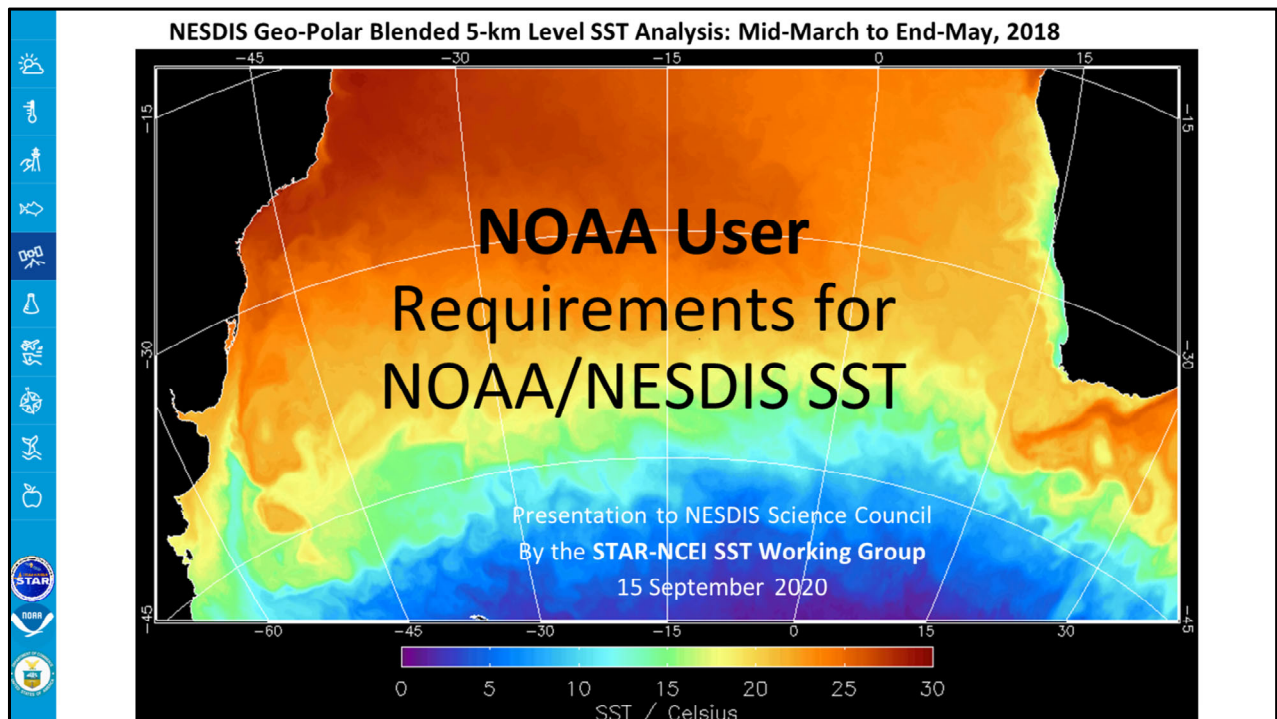 NESDIS Geo-Polar Blended 5-km Level SST Analysis: Mid-March to End-May, 2018
-45 -30 -15 0 15
-15 -15
NOAA User
Requirements for
NOAA/NESDIS SST
-30 -30
Presentation to NESDIS Science Council
By the STAR-NCEI SST Working Group
15 September 2020
-45 -45
-60 -45 -30 -15 0 15 30
0 5 10 15 20 25 30
SST / Celsius
STAR
NOAA